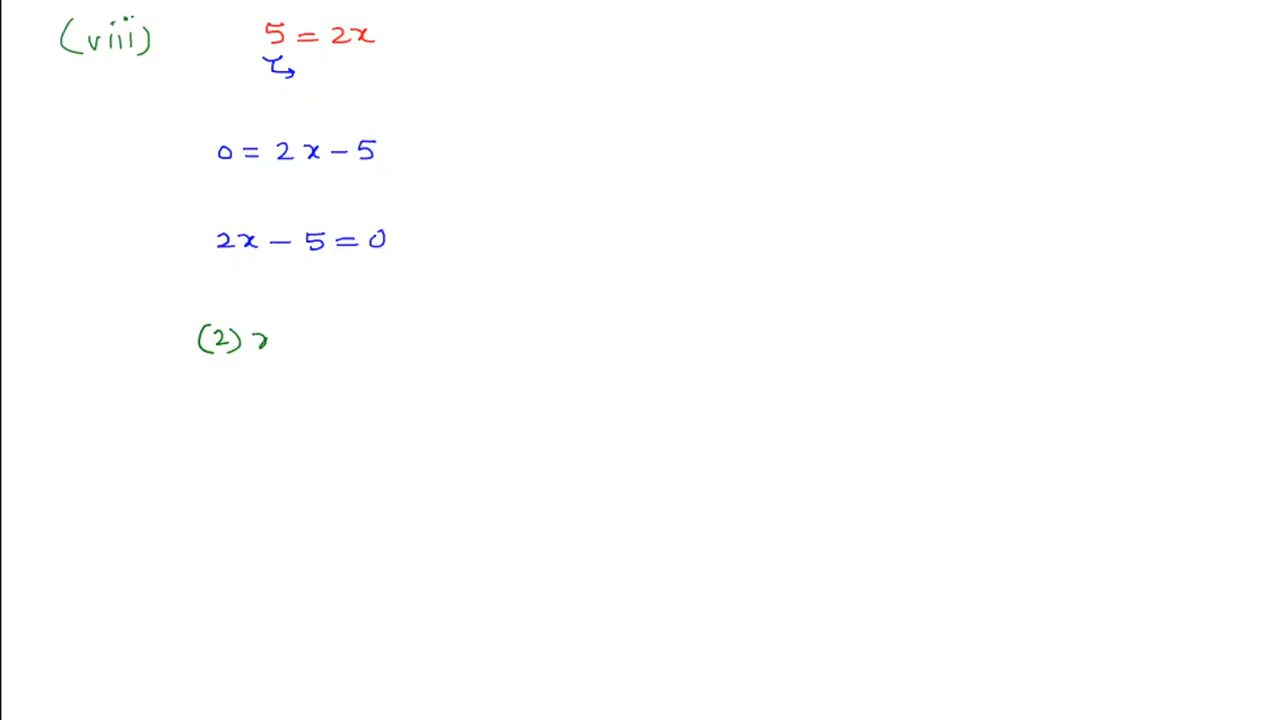 (viii) 5 = 2x
0 = 2x - 5
2x - 5 = 0
(2) x